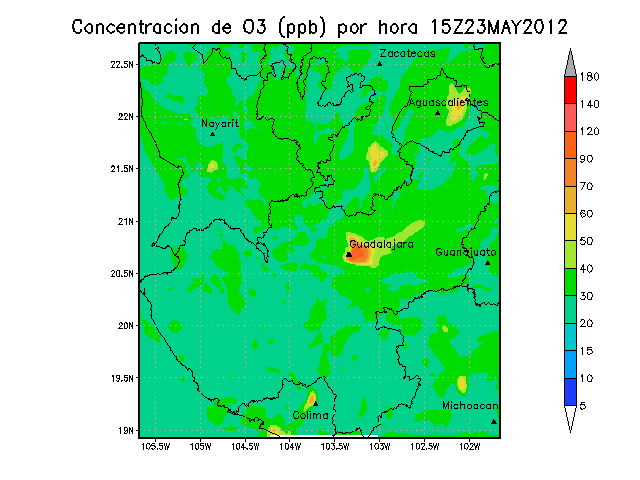 Concentracion de O3 (ppb) por hora 15Z23MAY2012
Zacatecas
22.5N
Aguascalientes
22N
Nayarit
21.5N
21N
Guadalajara
Guanajuato
20.5N
20N
19.5N
Colima
Michoacan
19N
105.5W 105W 104.5W 104W 103.5W 103W 102.5W 102W
180
140
120
90
70
60
50
40
30
20
15
10
5